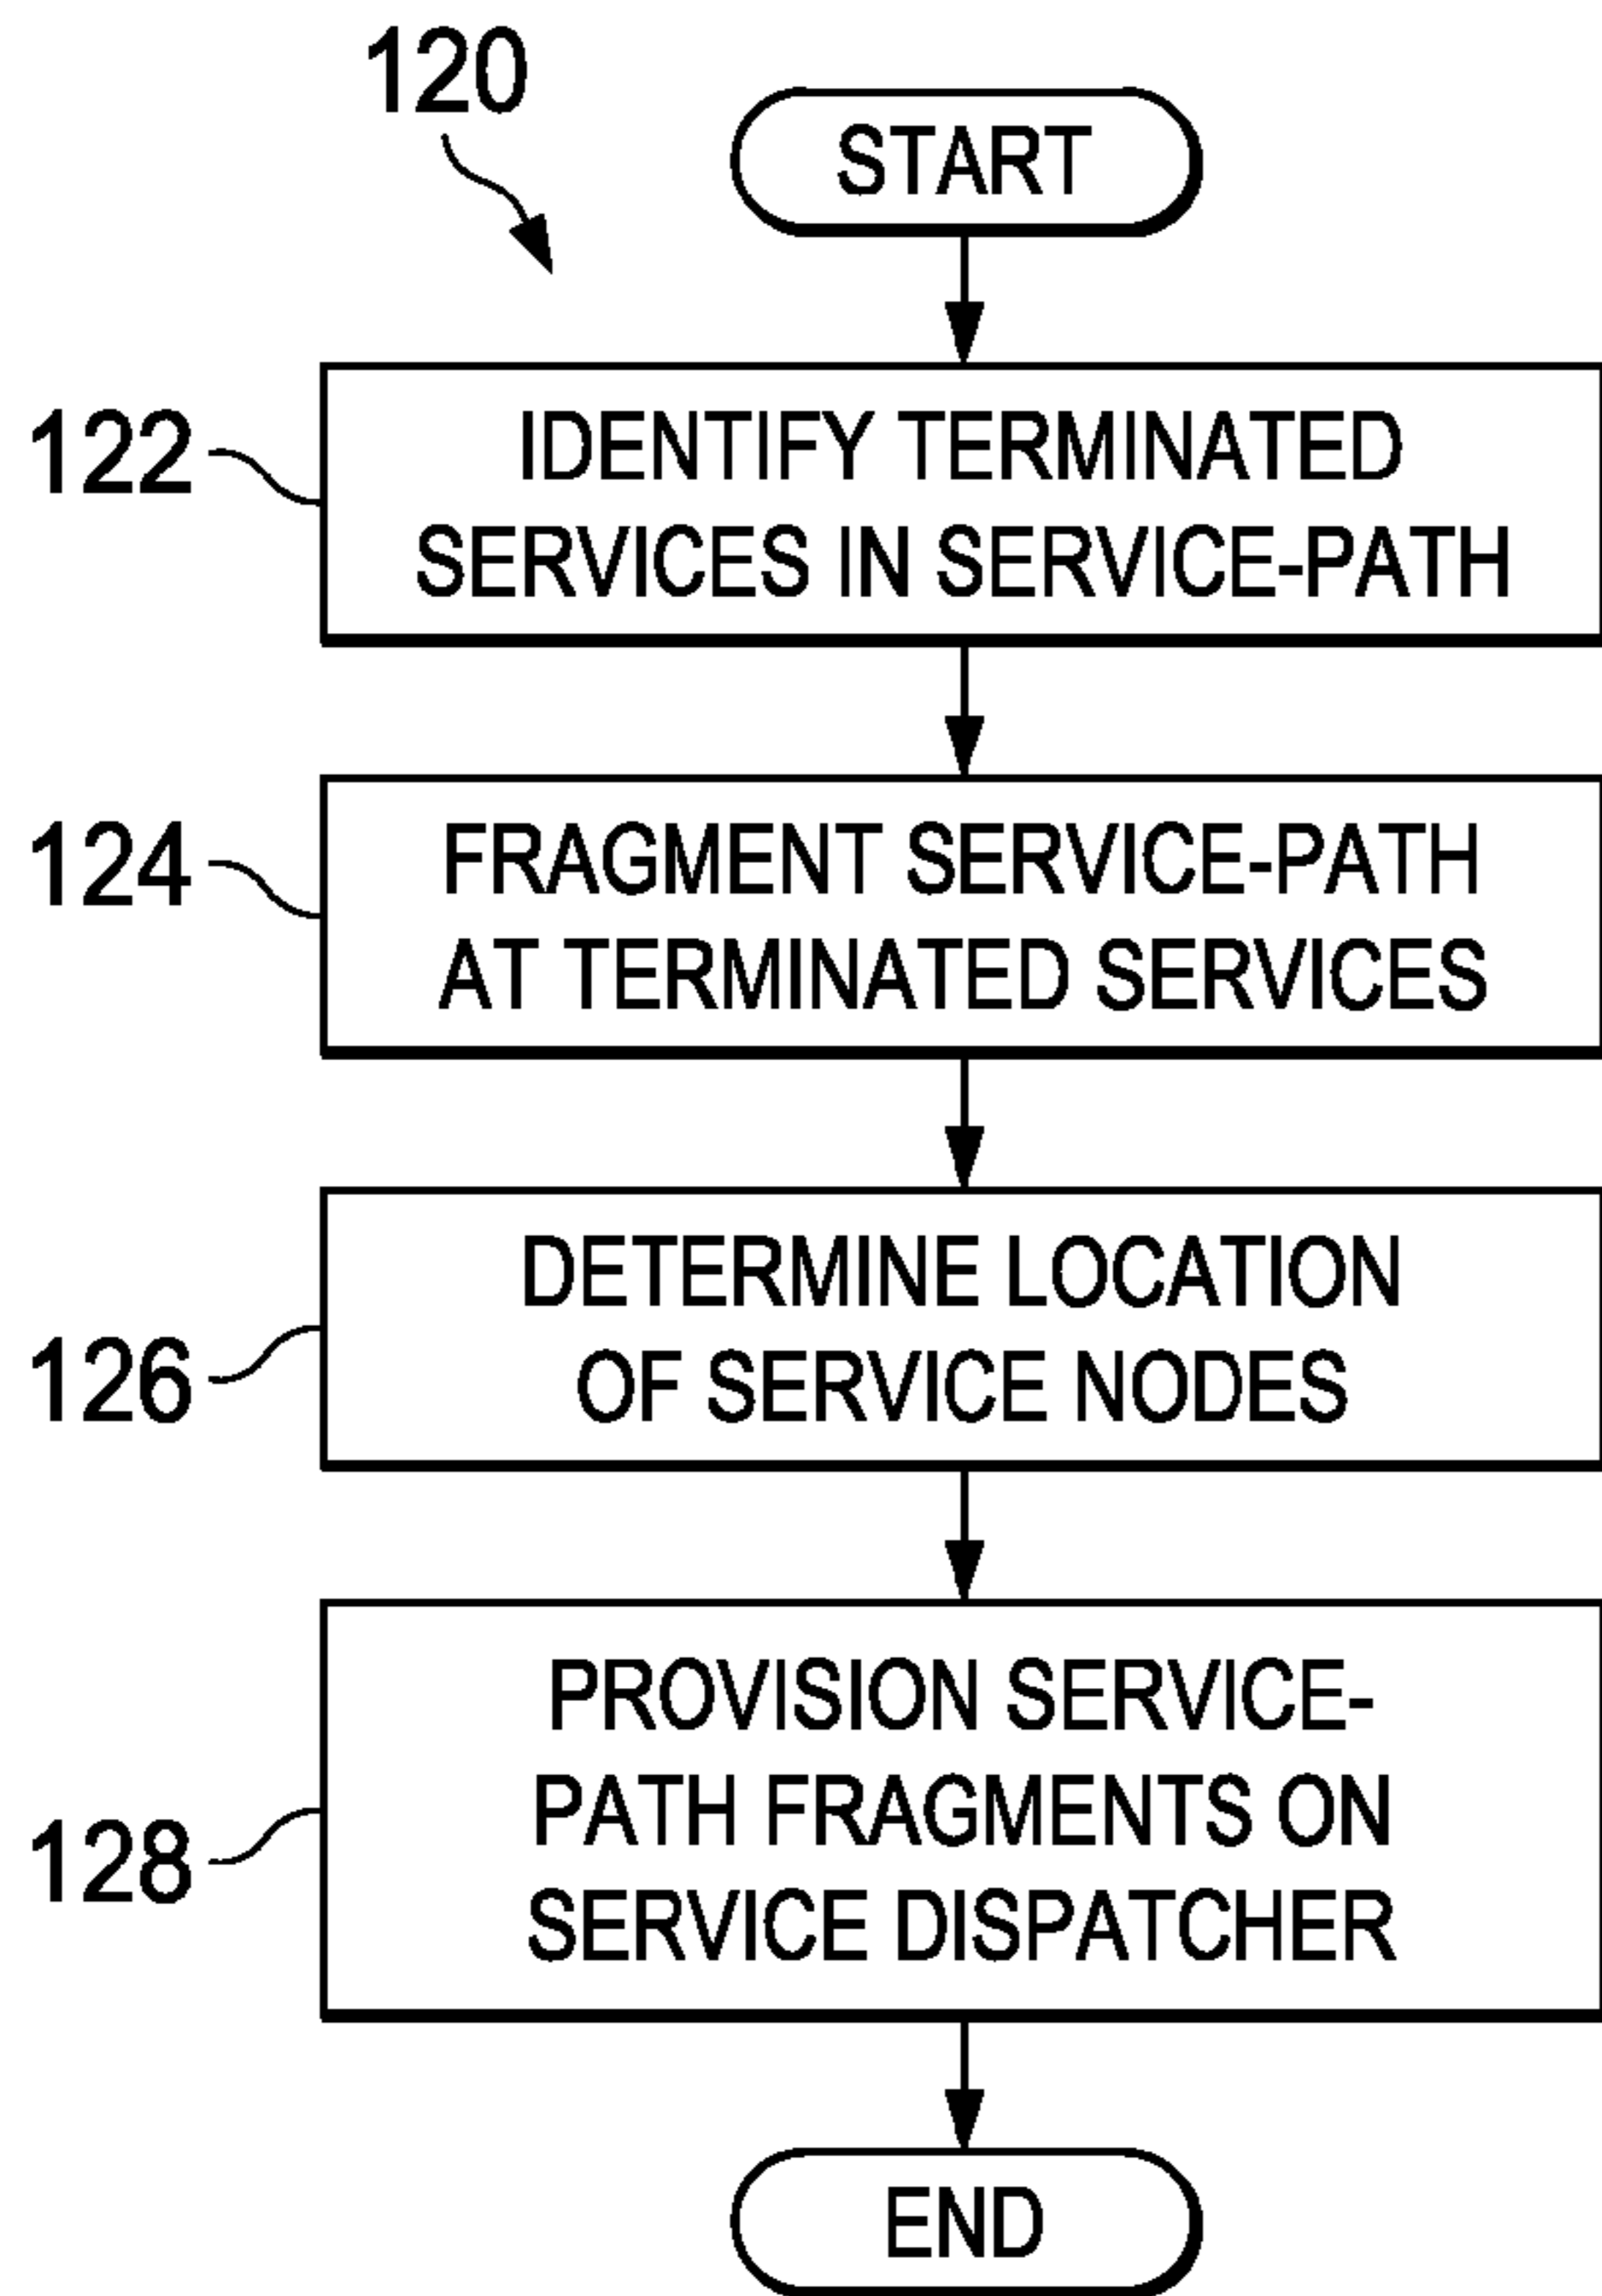 120
START
122
IDENTIFY TERMINATED
SERVICES IN SERVICE-PATH
124
FRAGMENT SERVICE-PATH
AT TERMINATED SERVICES
126
DETERMINE LOCATION
OF SERVICE NODES
128
PROVISION SERVICE-
PATH FRAGMENTS ON
SERVICE DISPATCHER
END